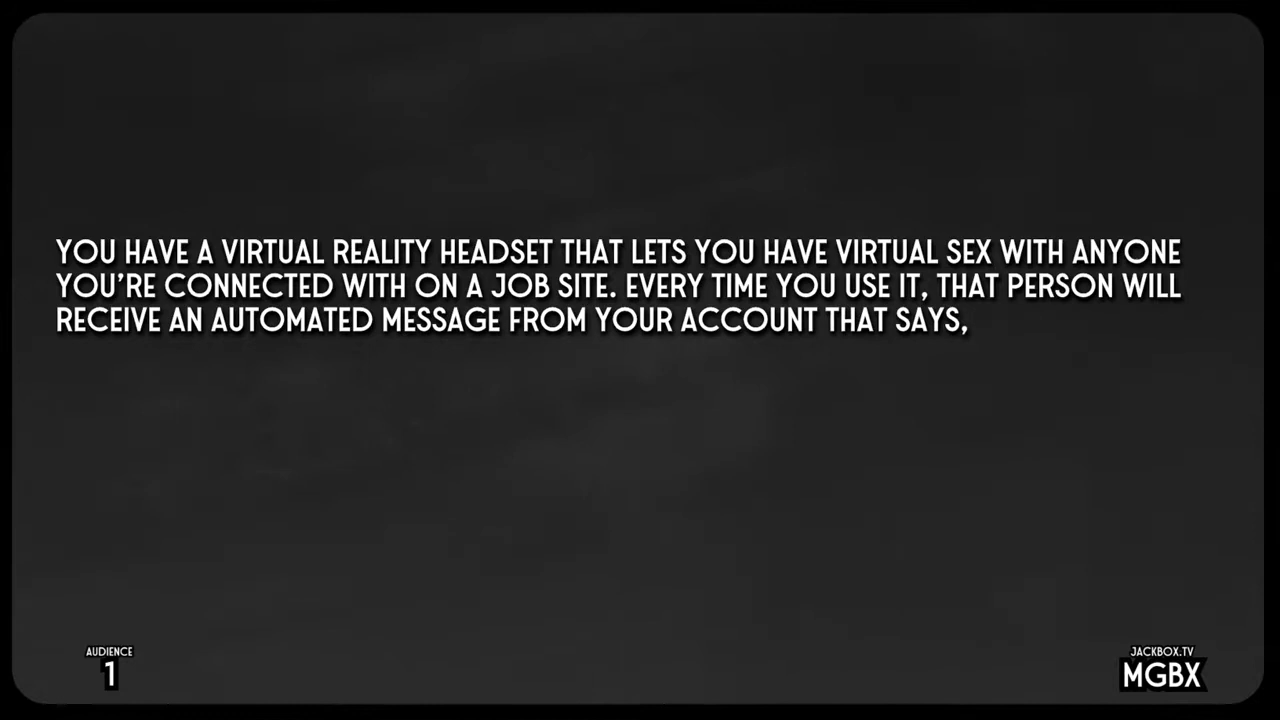 YOU HAVE A VIRTUAL REALITY HEADSET THAT LETS YOU HAVE VIRTUAL SEX WITH ANYONE
YOU'RE CONNECTED WITH ON A JOB SITE. EVERY TIME YOU USE IT, THAT PERSON WILL
RECEIVE AN AUTOMATED MESSAGE FROM YOUR ACCOUNT THAT SAYS,
AUDIENCE
1
JACKBOX.TV
MGBX